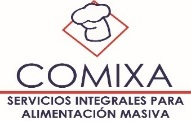 COMIXA
SERVICIOS INTEGRALES PARA
ALIMENTACIÓN MASIVA